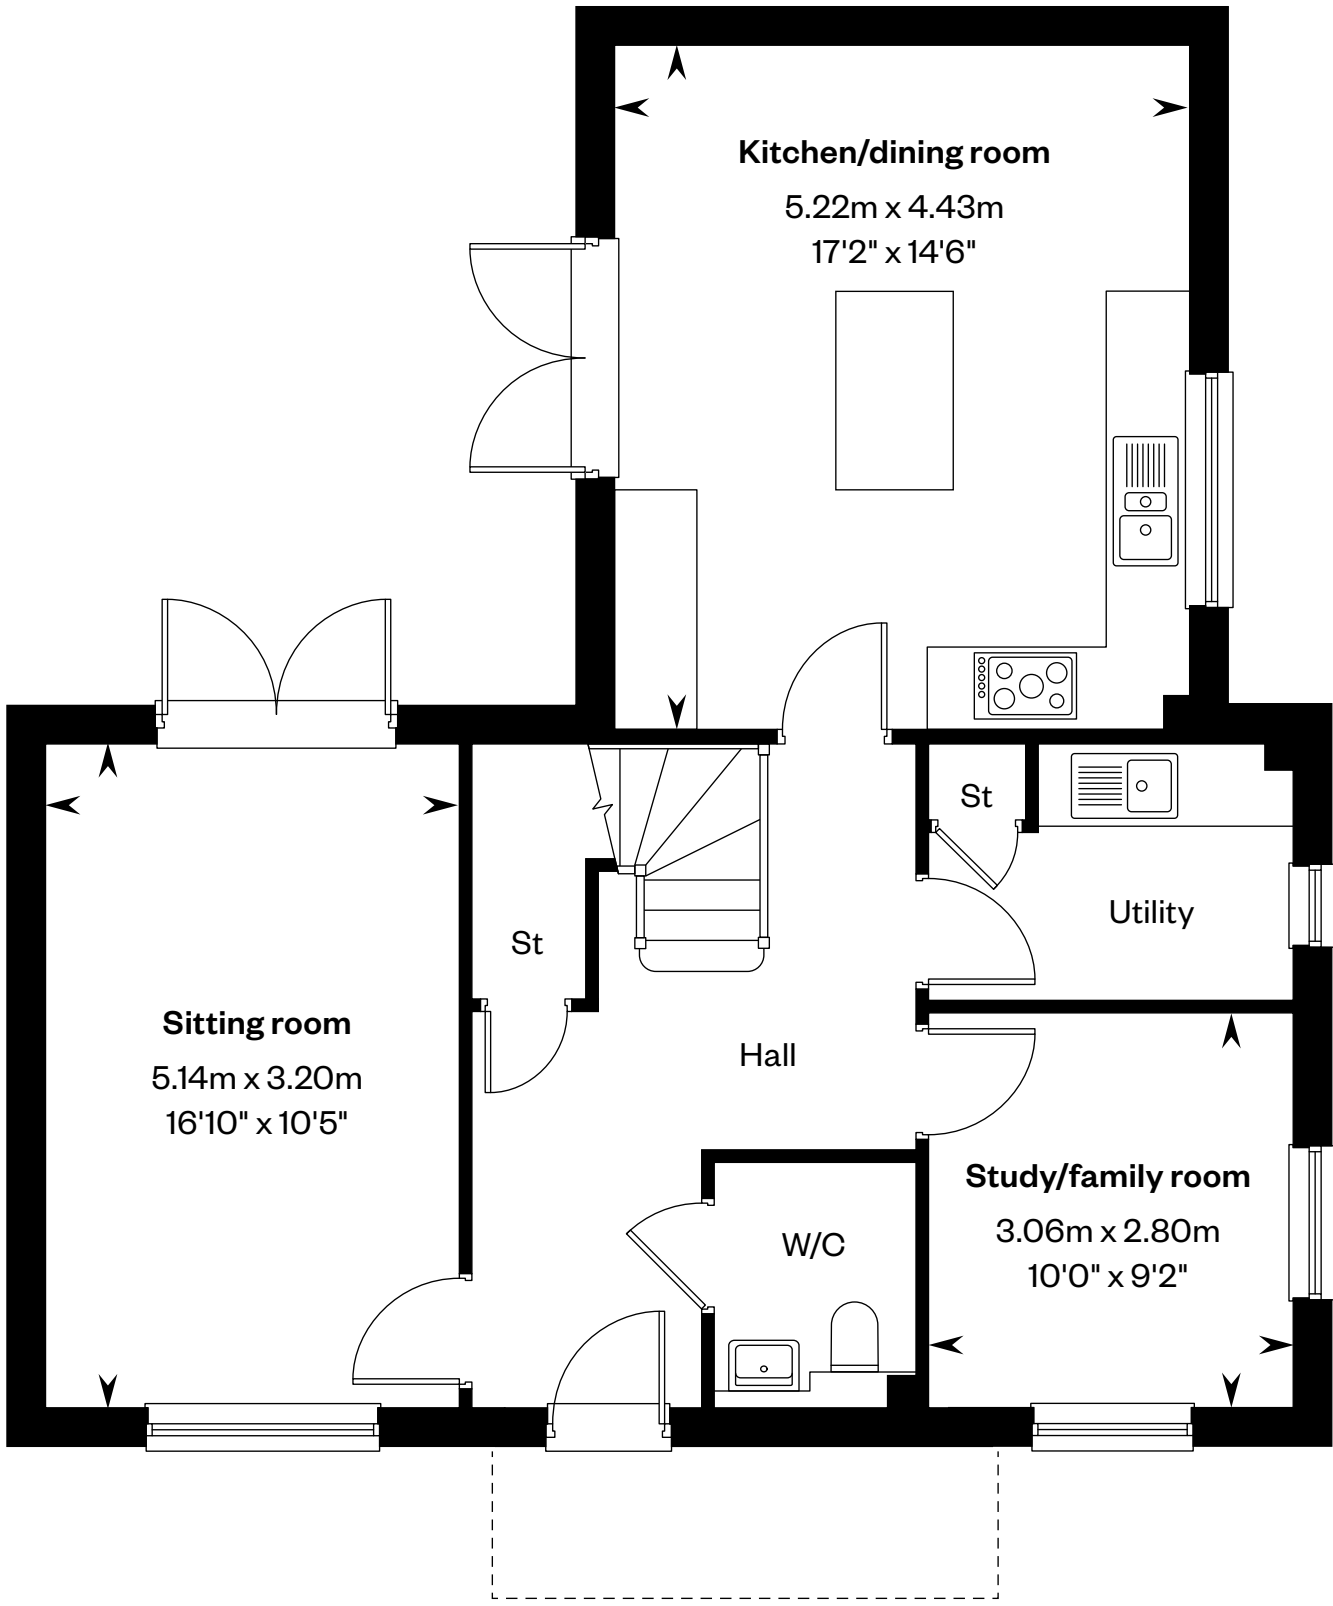 Kitchen/dining room
5.22m x 4.43m
17'2" x 14'6"
St
Utility
St
Sitting room
5.14m x 3.20m
16'10" x 10'5"
Hall
Study/family room
3.06m x 2.80m
10'0" x 9'2"
W/C